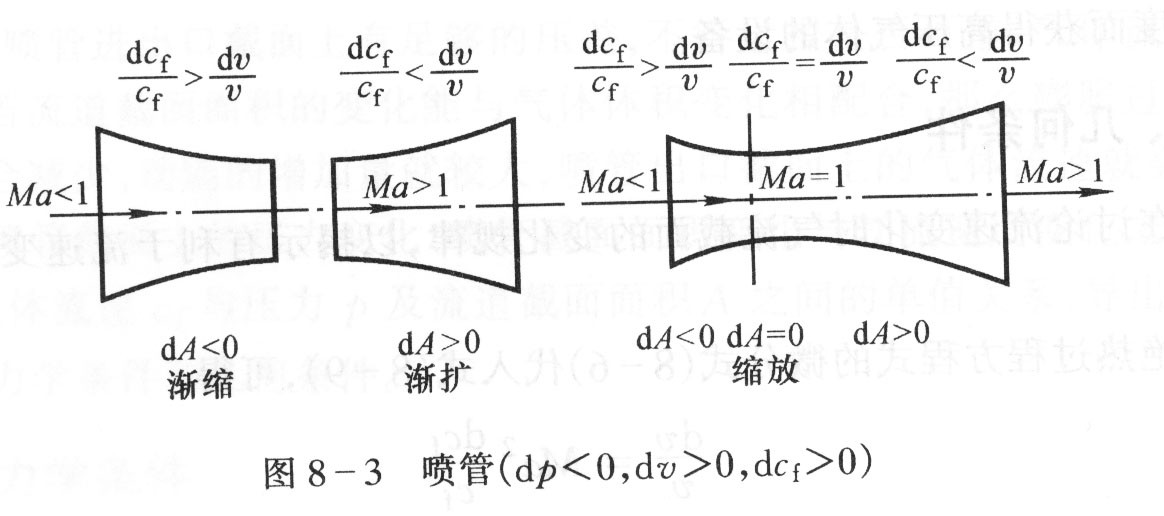 dc_f/c_f > dv/v dc_f/c_f < dv/v dc_f/c_f > dv/v dc_f/c_f = dv/v dc_f/c_f < dv/v
Ma<1 Ma>1 Ma<1 Ma=1 Ma>1
dA<0 dA>0 dA<0 dA=0 dA>0
渐缩 渐扩 缩放
图8-3 喷管(dp<0,dv>0,dc_f>0)